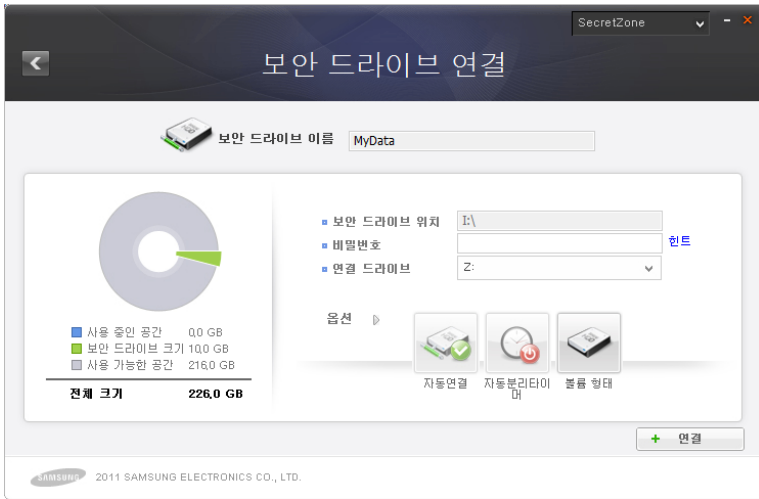 SecretZone
보안 드라이브 연결
보안 드라이브 이름 MyData
보안 드라이브 위치 I:\
비밀번호 힌트
연결 드라이브 Z:
옵션
자동연결 자동분리타이머 볼륨 형태
사용 중인 공간 0,0 GB
보안 드라이브 크기 10,0 GB
사용 가능한 공간 216,0 GB
전체 크기 226,0 GB
+ 연결
SAMSUNG 2011 SAMSUNG ELECTRONICS CO., LTD.